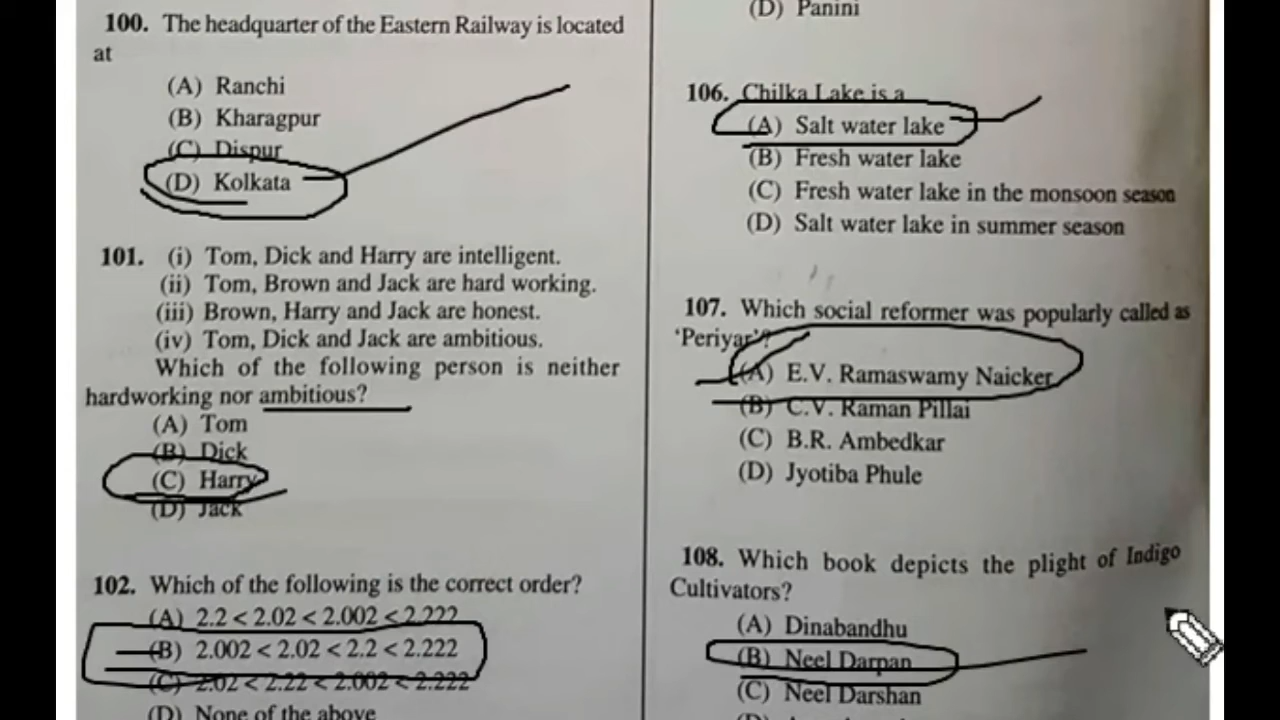 100. The headquarter of the Eastern Railway is located
at
(A) Ranchi
(B) Kharagpur
(C) Dispur
(D) Kolkata
101. (i) Tom, Dick and Harry are intelligent.
(ii) Tom, Brown and Jack are hard working.
(iii) Brown, Harry and Jack are honest.
(iv) Tom, Dick and Jack are ambitious.
Which of the following person is neither
hardworking nor ambitious?
(A) Tom
(B) Dick
(C) Harry
(D) Jack
102. Which of the following is the correct order?
(A) 2.2 < 2.02 < 2.002 < 2.222
(B) 2.002 < 2.02 < 2.2 < 2.222
(C) 2.02 < 2.22 < 2.002 < 2.222
(D) None of the above
(D) Panini
106. Chilka Lake is a
(A) Salt water lake
(B) Fresh water lake
(C) Fresh water lake in the monsoon season
(D) Salt water lake in summer season
107. Which social reformer was popularly called as
'Periyar'?
(A) E.V. Ramaswamy Naicker
(B) C.V. Raman Pillai
(C) B.R. Ambedkar
(D) Jyotiba Phule
108. Which book depicts the plight of Indigo
Cultivators?
(A) Dinabandhu
(B) Neel Darpan
(C) Neel Darshan